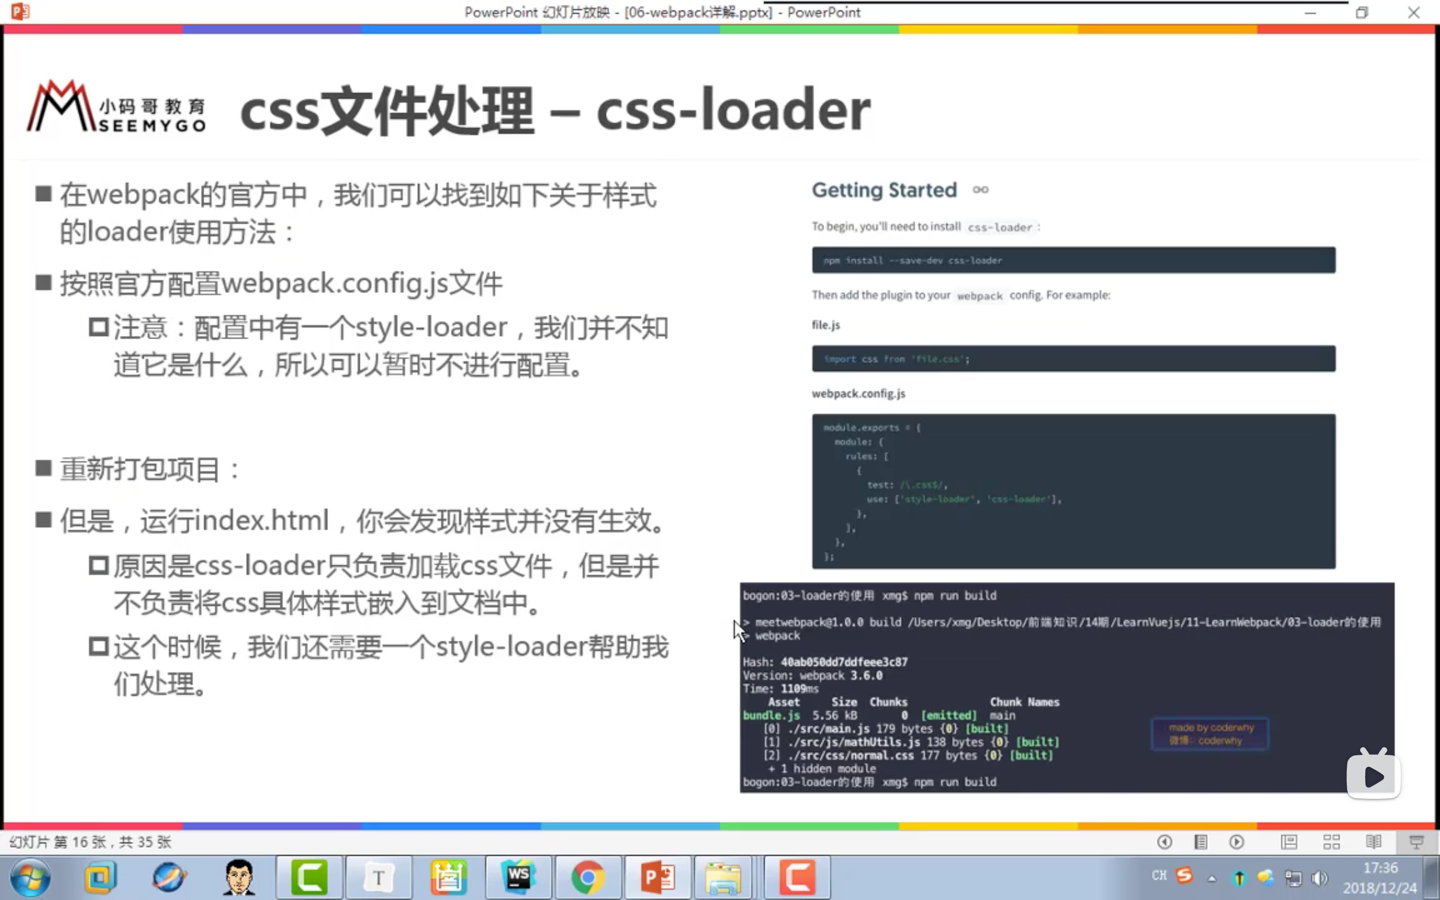 PowerPoint 幻灯片放映 - [06-webpack详解.pptx] - PowerPoint
小码哥教育
SEEMYGO
css文件处理 – css-loader
在webpack的官方中，我们可以找到如下关于样式
的loader使用方法：
按照官方配置webpack.config.js文件
注意：配置中有一个style-loader，我们并不知
道它是什么，所以可以暂时不进行配置。
重新打包项目：
但是，运行index.html，你会发现样式并没有生效。
原因是css-loader只负责加载css文件，但是并
不负责将css具体样式嵌入到文档中。
这个时候，我们还需要一个style-loader帮助我
们处理。
Getting Started
To begin, you'll need to install css-loader :
npm install --save-dev css-loader
Then add the plugin to your webpack config. For example:
file.js
import css from 'file.css';
webpack.config.js
module.exports = {
module: {
rules: [
{
test: /\.css$/,
use: ['style-loader', 'css-loader'],
},
],
},
};
bogon:03-loader的使用 xmg$ npm run build
> meetwebpack@1.0.0 build /Users/xmg/Desktop/前端知识/14期/LearnVuejs/11-LearnWebpack/03-loader的使用
> webpack
Hash: 40ab050dd7ddfeee3c87
Version: webpack 3.6.0
Time: 1109ms
Asset Size Chunks Chunk Names
bundle.js 5.56 kB 0 [emitted] main
[0] ./src/main.js 179 bytes {0} [built]
[1] ./src/js/mathUtils.js 138 bytes {0} [built]
[2] ./src/css/normal.css 177 bytes {0} [built]
+ 1 hidden module
bogon:03-loader的使用 xmg$ npm run build
made by coderwhy
微博：coderwhy
幻灯片 第 16 张，共 35 张
T
WS
CH
17:36
2018/12/24